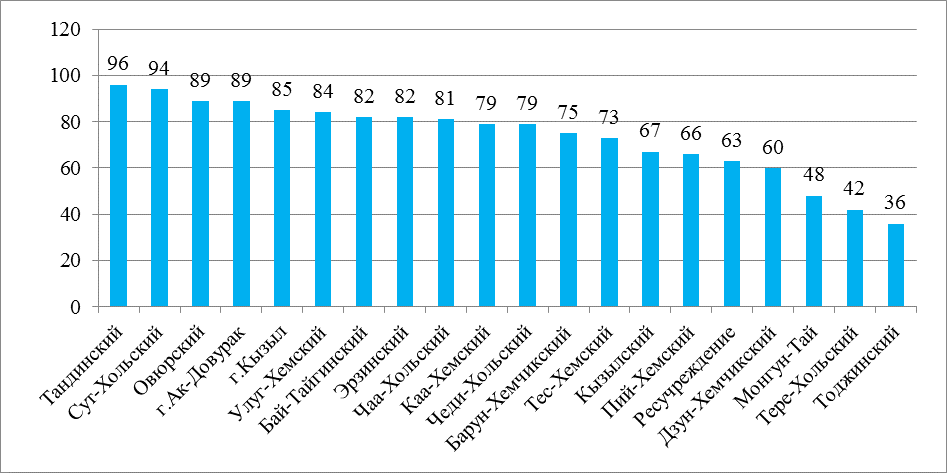 120
100
80
60
40
20
0
96
94
89
89
85
84
82
82
81
79
79
75
73
67
66
63
60
48
42
36
Тандинский
Сут-Хольский
Овюрский
г.Ак-Довурак
г.Кызыл
Улуг-Хемский
Бай-Тайгинский
Эрзинский
Чаа-Хольский
Каа-Хемский
Чеди-Хольский
Барун-Хемчикский
Тес-Хемский
Кызылский
Пий-Хемский
Ресучреждение
Дзун-Хемчикский
Монгун-Тай
Тере-Хольский
Тоджинский